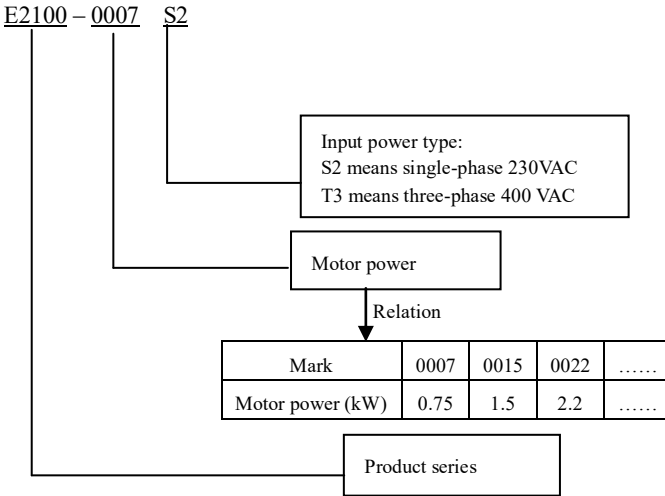 E2100 – 0007 S2
Input power type:
S2 means single-phase 230VAC
T3 means three-phase 400 VAC
Motor power
Relation
Mark 0007 0015 0022 ……
Motor power (kW) 0.75 1.5 2.2 ……
Product series